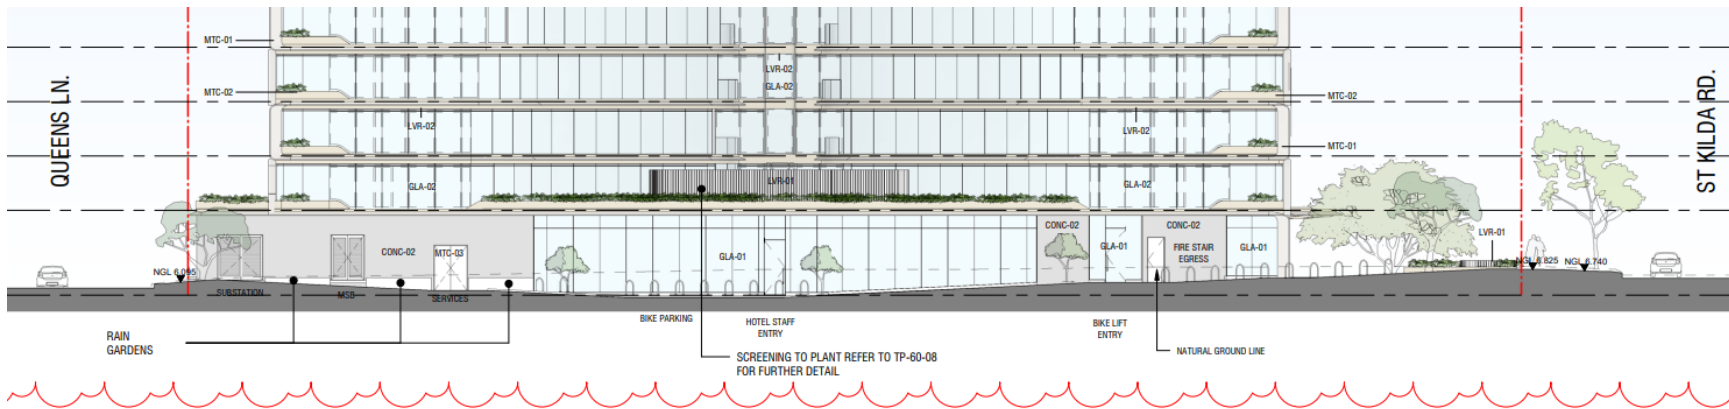 MTC-01
LVR-02
GLA-02
MTC-02
MTC-02
LVR-02
LVR-02
MTC-01
QUEENS LN.
ST KILDA RD.
GLA-02
LVR-01
GLA-02
CONC-02
CONC-02
LVR-01
CONC-02
MTC-03
GLA-01
GLA-01
FIRE STAIR
EGRESS
GLA-01
NGL 6.095
NGL 6.825
NGL 6.740
SUBSTATION
MSB
SERVICES
BIKE PARKING
HOTEL STAFF
ENTRY
BIKE LIFT
ENTRY
RAIN
GARDENS
NATURAL GROUND LINE
SCREENING TO PLANT REFER TO TP-60-08
FOR FURTHER DETAIL